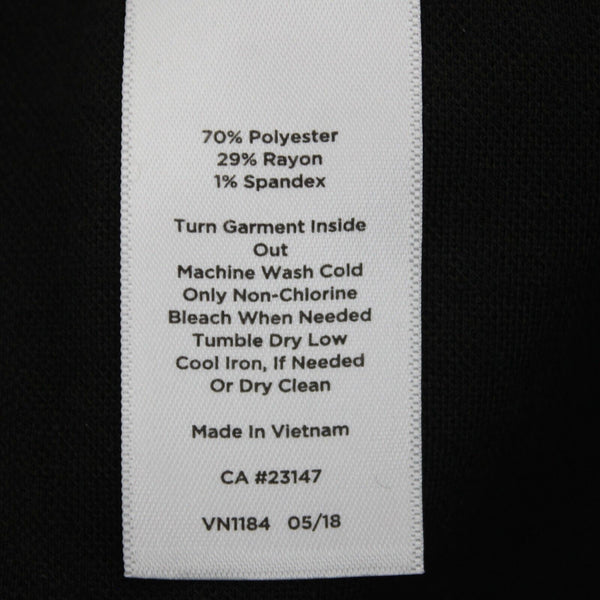 70% Polyester
29% Rayon
1% Spandex
Turn Garment Inside
Out
Machine Wash Cold
Only Non-Chlorine
Bleach When Needed
Tumble Dry Low
Cool Iron, If Needed
Or Dry Clean
Made In Vietnam
CA #23147
VN1184 05/18